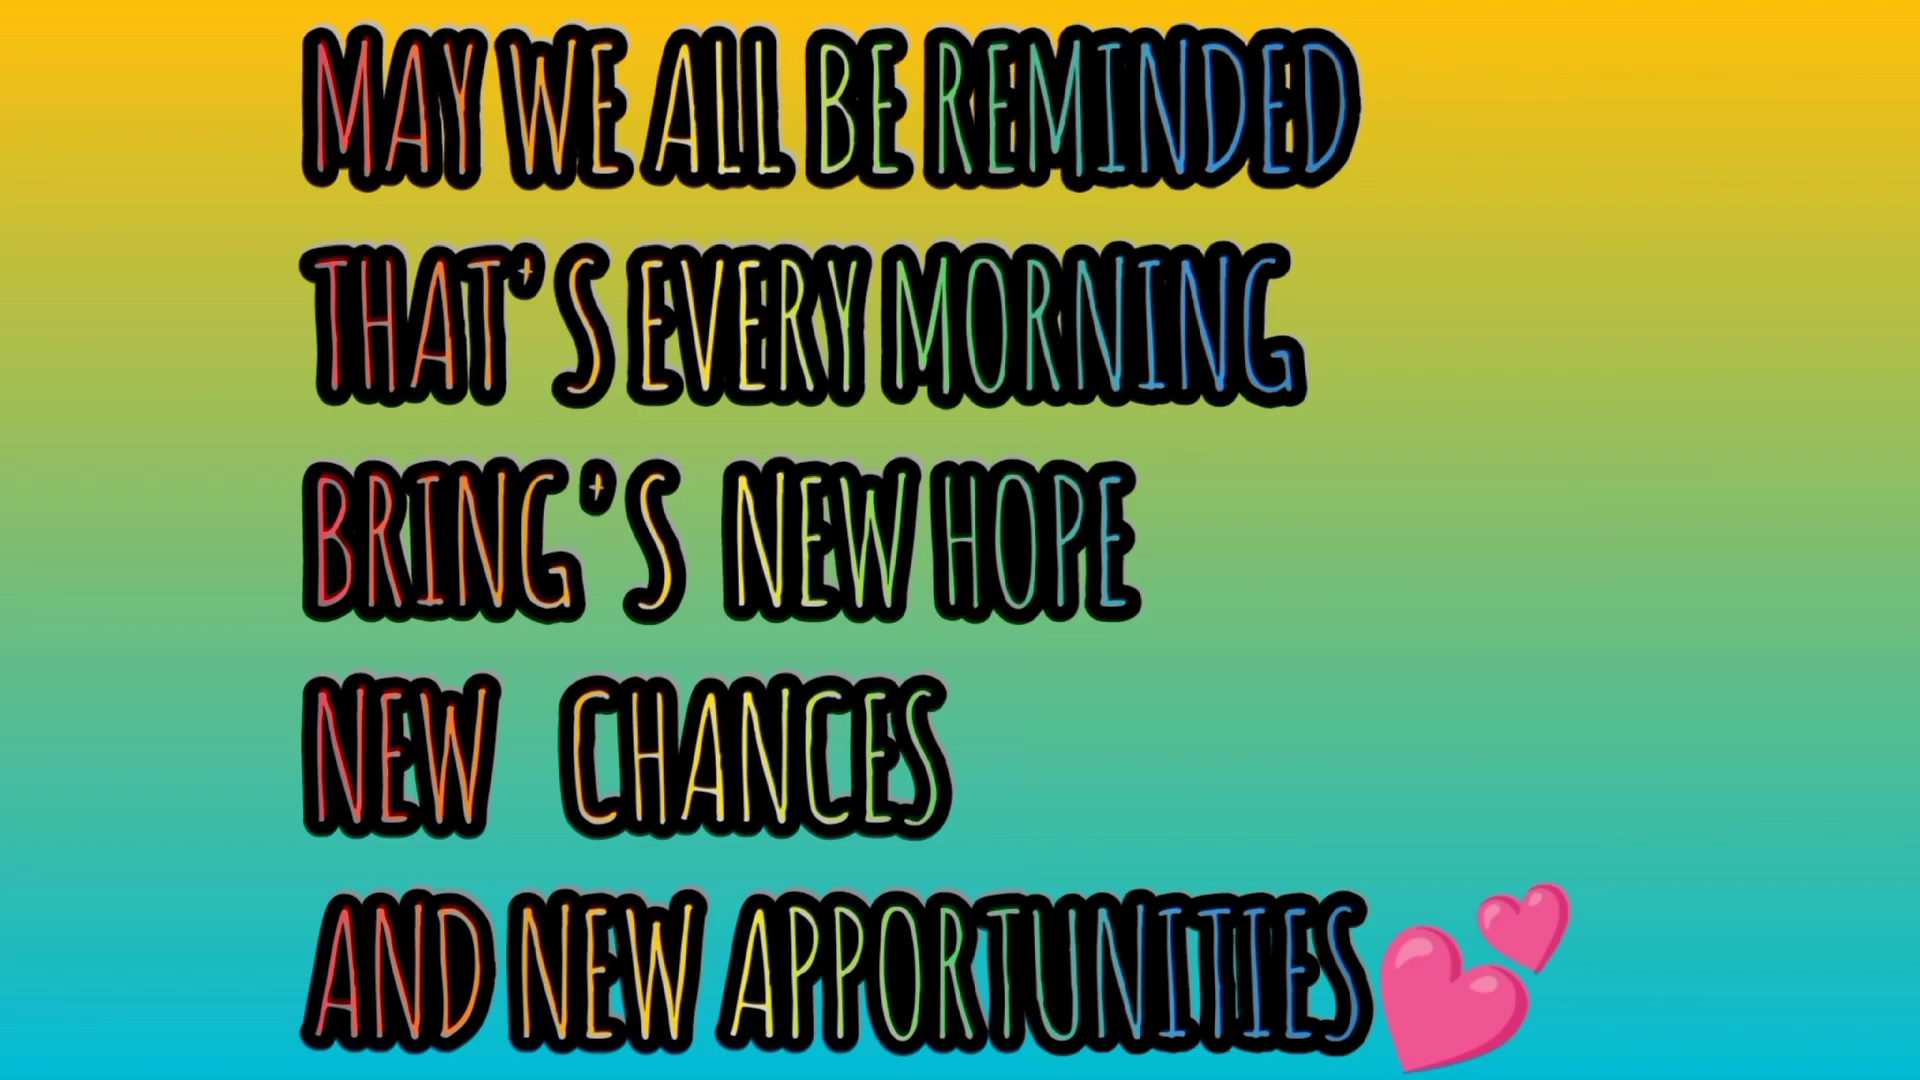 MAY WE ALL BE REMINDED
THAT'S EVERY MORNING
BRING'S NEW HOPE
NEW CHANCES
AND NEW APPORTUNITIES💕